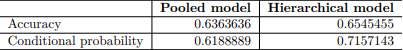 Pooled model Hierarchical model
Accuracy 0.6363636 0.6545455
Conditional probability 0.6188889 0.7157143